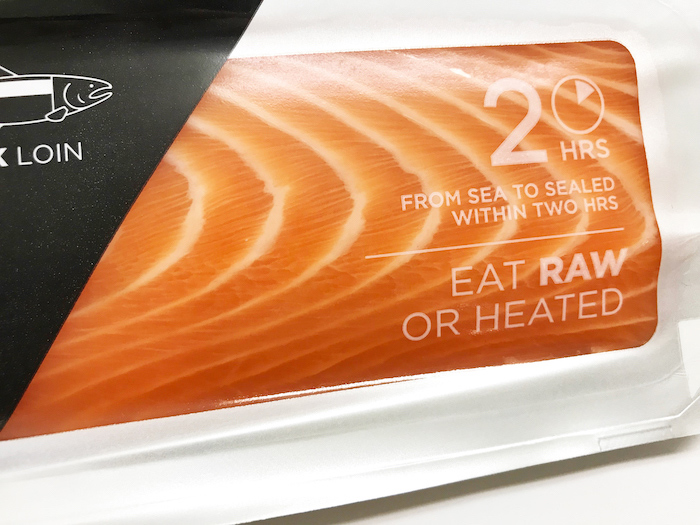 LOIN
2 HRS
FROM SEA TO SEALED
WITHIN TWO HRS
EAT RAW
OR HEATED